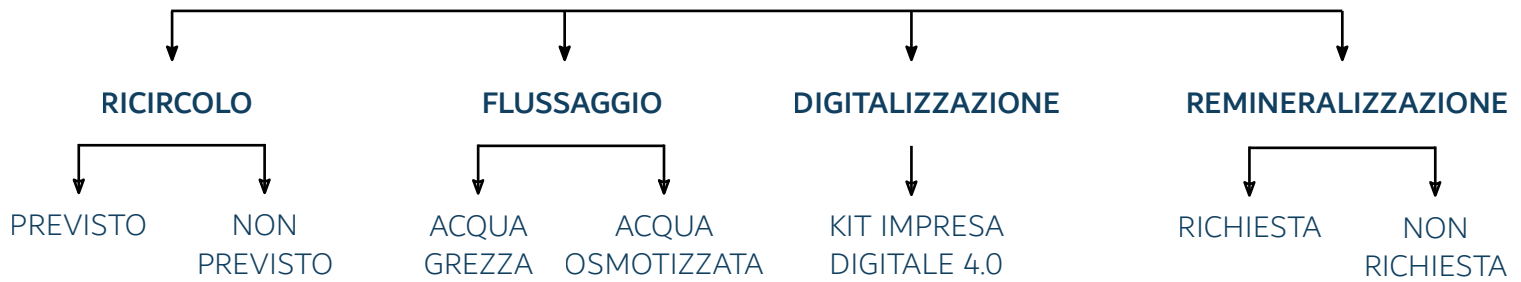 RICIRCOLO
FLUSSAGGIO
DIGITALIZZAZIONE
REMINERALIZZAZIONE
PREVISTO
NON
PREVISTO
ACQUA
GREZZA
ACQUA
OSMOTIZZATA
KIT IMPRESA
DIGITALE 4.0
RICHIESTA
NON
RICHIESTA